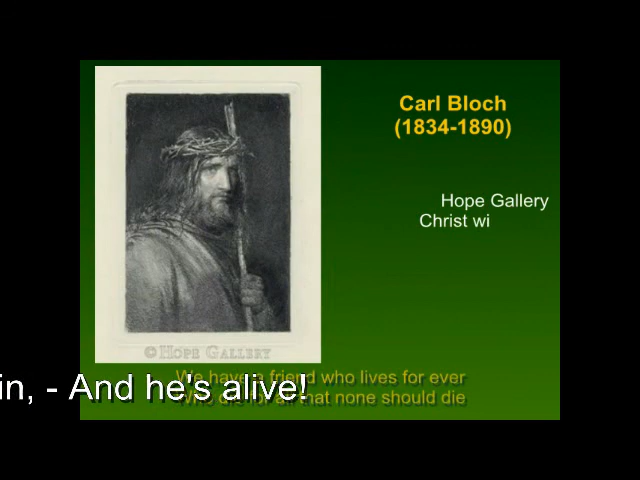 Carl Bloch
(1834-1890)
Hope Gallery
Christ wi
© HOPE GALLERY
We have a friend who lives for ever
in, - And he's alive!
Who die for all that none should die